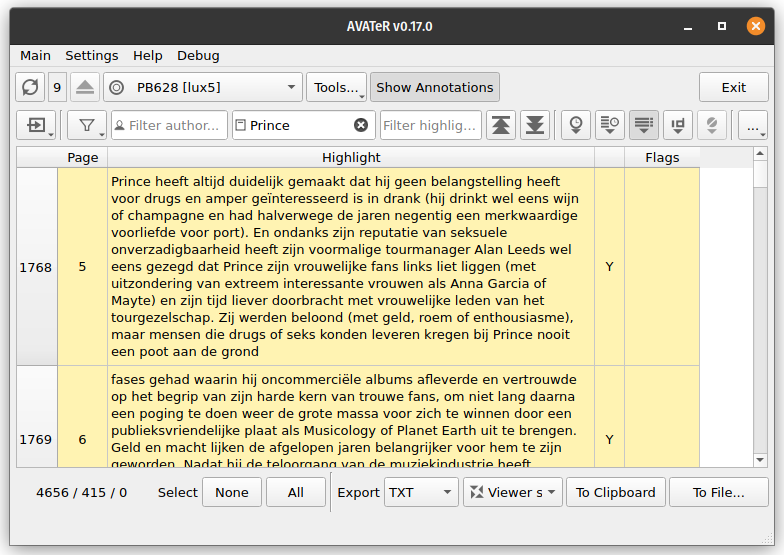 AVATeR v0.17.0
Main Settings Help Debug
9 PB628 [lux5] Tools... Show Annotations Exit
Filter author... Prince Filter highlig... ...
Page Highlight Flags
Prince heeft altijd duidelijk gemaakt dat hij geen belangstelling heeft
voor drugs en amper geïnteresseerd is in drank (hij drinkt wel eens wijn
of champagne en had halverwege de jaren negentig een merkwaardige
voorliefde voor port). En ondanks zijn reputatie van seksuele
onverzadigbaarheid heeft zijn voormalige tourmanager Alan Leeds wel
1768 5 eens gezegd dat Prince zijn vrouwelijke fans links liet liggen (met Y
uitzondering van extreem interessante vrouwen als Anna Garcia of
Mayte) en zijn tijd liever doorbracht met vrouwelijke leden van het
tourgezelschap. Zij werden beloond (met geld, roem of enthousiasme),
maar mensen die drugs of seks konden leveren kregen bij Prince nooit
een poot aan de grond
fases gehad waarin hij oncommerciële albums afleverde en vertrouwde
op het begrip van zijn harde kern van trouwe fans, om niet lang daarna
een poging te doen weer de grote massa voor zich te winnen door een
publieksvriendelijke plaat als Musicology of Planet Earth uit te brengen.
1769 6 Geld en macht lijken de afgelopen jaren belangrijker voor hem te zijn Y
geworden. Nadat hij de teloorgang van de muziekindustrie heeft
4656 / 415 / 0 Select None All Export TXT Viewer s To Clipboard To File...